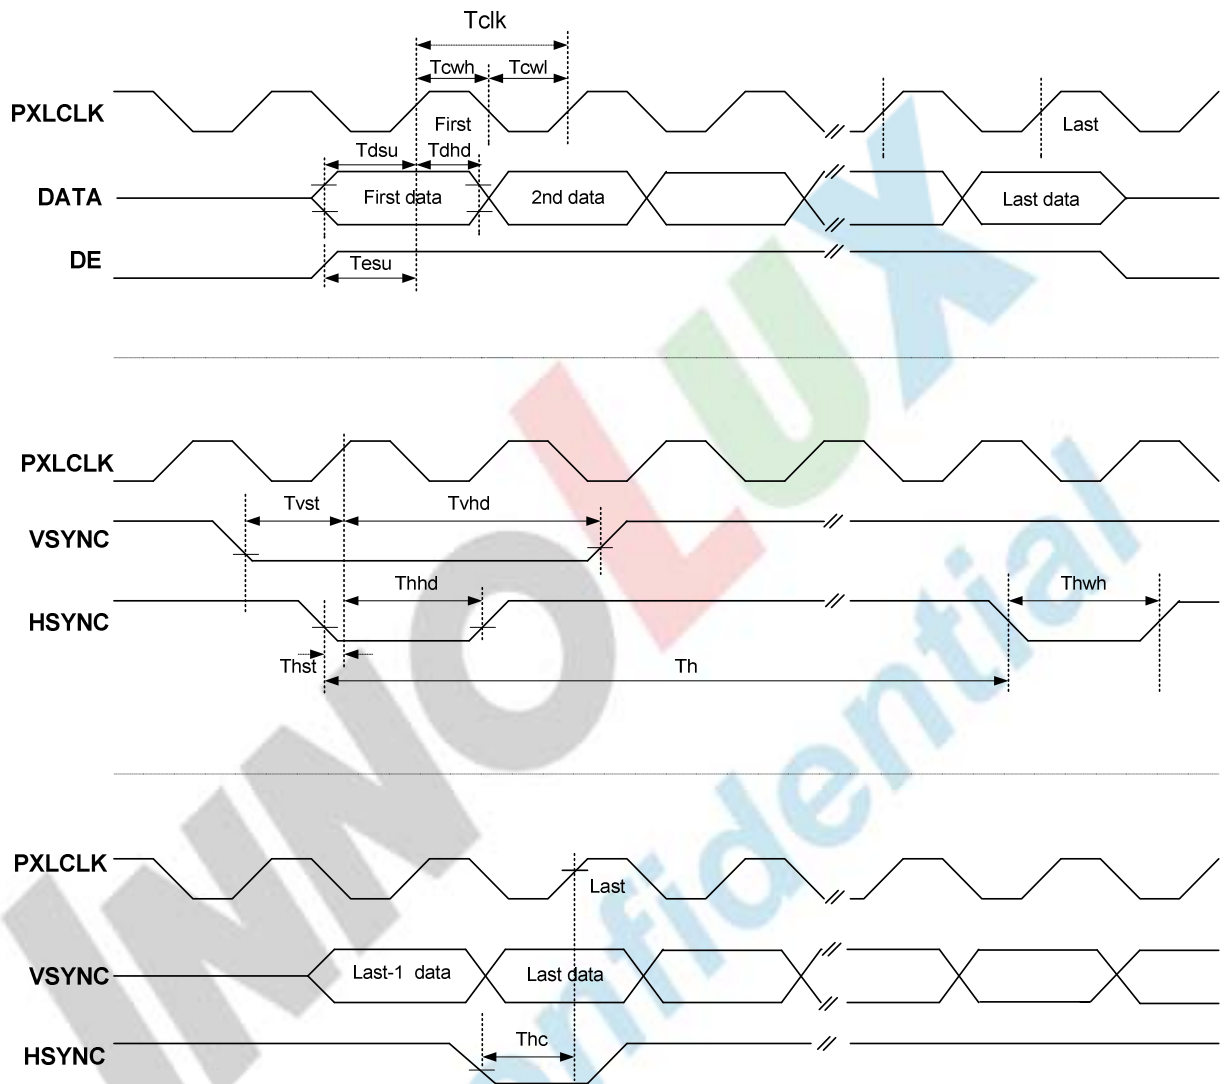 Tclk
Tcwh Tcwl
PXLCLK
First
Last
Tdsu Tdhd
DATA
First data
2nd data
Last data
DE
Tesu
PXLCLK
Tvst
Tvhd
VSYNC
Thhd
Thwh
HSYNC
Thst
Th
PXLCLK
Last
VSYNC
Last-1 data
Last data
HSYNC
Thc
INNOLUX
Confidential